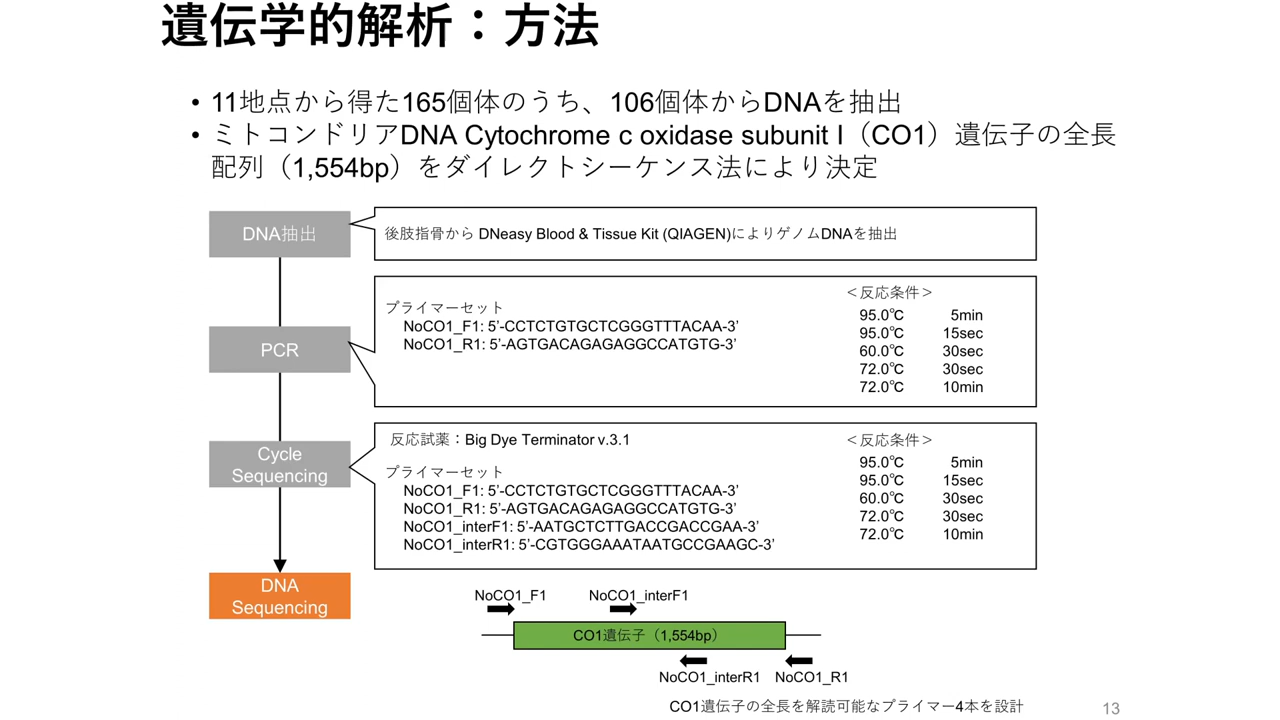 遺伝学的解析：方法
• 11地点から得た165個体のうち、106個体からDNAを抽出
• ミトコンドリアDNA Cytochrome c oxidase subunit I（CO1）遺伝子の全長
配列（1,554bp）をダイレクトシーケンス法により決定
DNA抽出
後肢指骨から DNeasy Blood & Tissue Kit (QIAGEN)によりゲノムDNAを抽出
PCR
プライマーセット
NoCO1_F1: 5’-CCTCTGTGCTCGGGTTTACAA-3’
NoCO1_R1: 5’-AGTGACAGAGAGGCCATGTG-3’
＜反応条件＞
95.0℃ 5min
95.0℃ 15sec
60.0℃ 30sec
72.0℃ 30sec
72.0℃ 10min
Cycle
Sequencing
反応試薬：Big Dye Terminator v.3.1
プライマーセット
NoCO1_F1: 5’-CCTCTGTGCTCGGGTTTACAA-3’
NoCO1_R1: 5’-AGTGACAGAGAGGCCATGTG-3’
NoCO1_interF1: 5’-AATGCTCTTGACCGACCGAA-3’
NoCO1_interR1: 5’-CGTGGGAAATAATGCCGAAGC-3’
＜反応条件＞
95.0℃ 5min
95.0℃ 15sec
60.0℃ 30sec
72.0℃ 30sec
72.0℃ 10min
DNA
Sequencing
NoCO1_F1 NoCO1_interF1
CO1遺伝子（1,554bp）
NoCO1_interR1 NoCO1_R1
CO1遺伝子の全長を解読可能なプライマー4本を設計
13